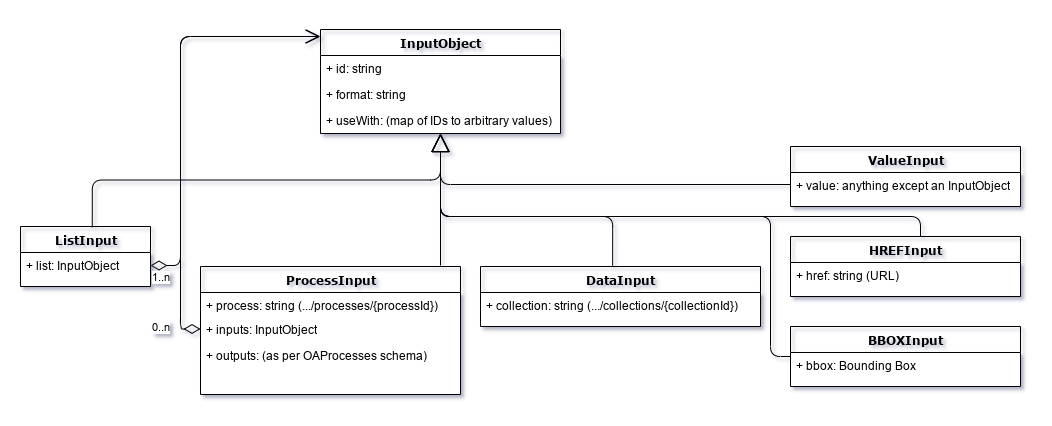 InputObject
+ id: string
+ format: string
+ useWith: (map of IDs to arbitrary values)
ValueInput
+ value: anything except an InputObject
ListInput
+ list: InputObject
1..n
HREFInput
+ href: string (URL)
ProcessInput
+ process: string (.../processes/{processId})
+ inputs: InputObject
0..n
+ outputs: (as per OAProcesses schema)
DataInput
+ collection: string (.../collections/{collectionId})
BBOXInput
+ bbox: Bounding Box